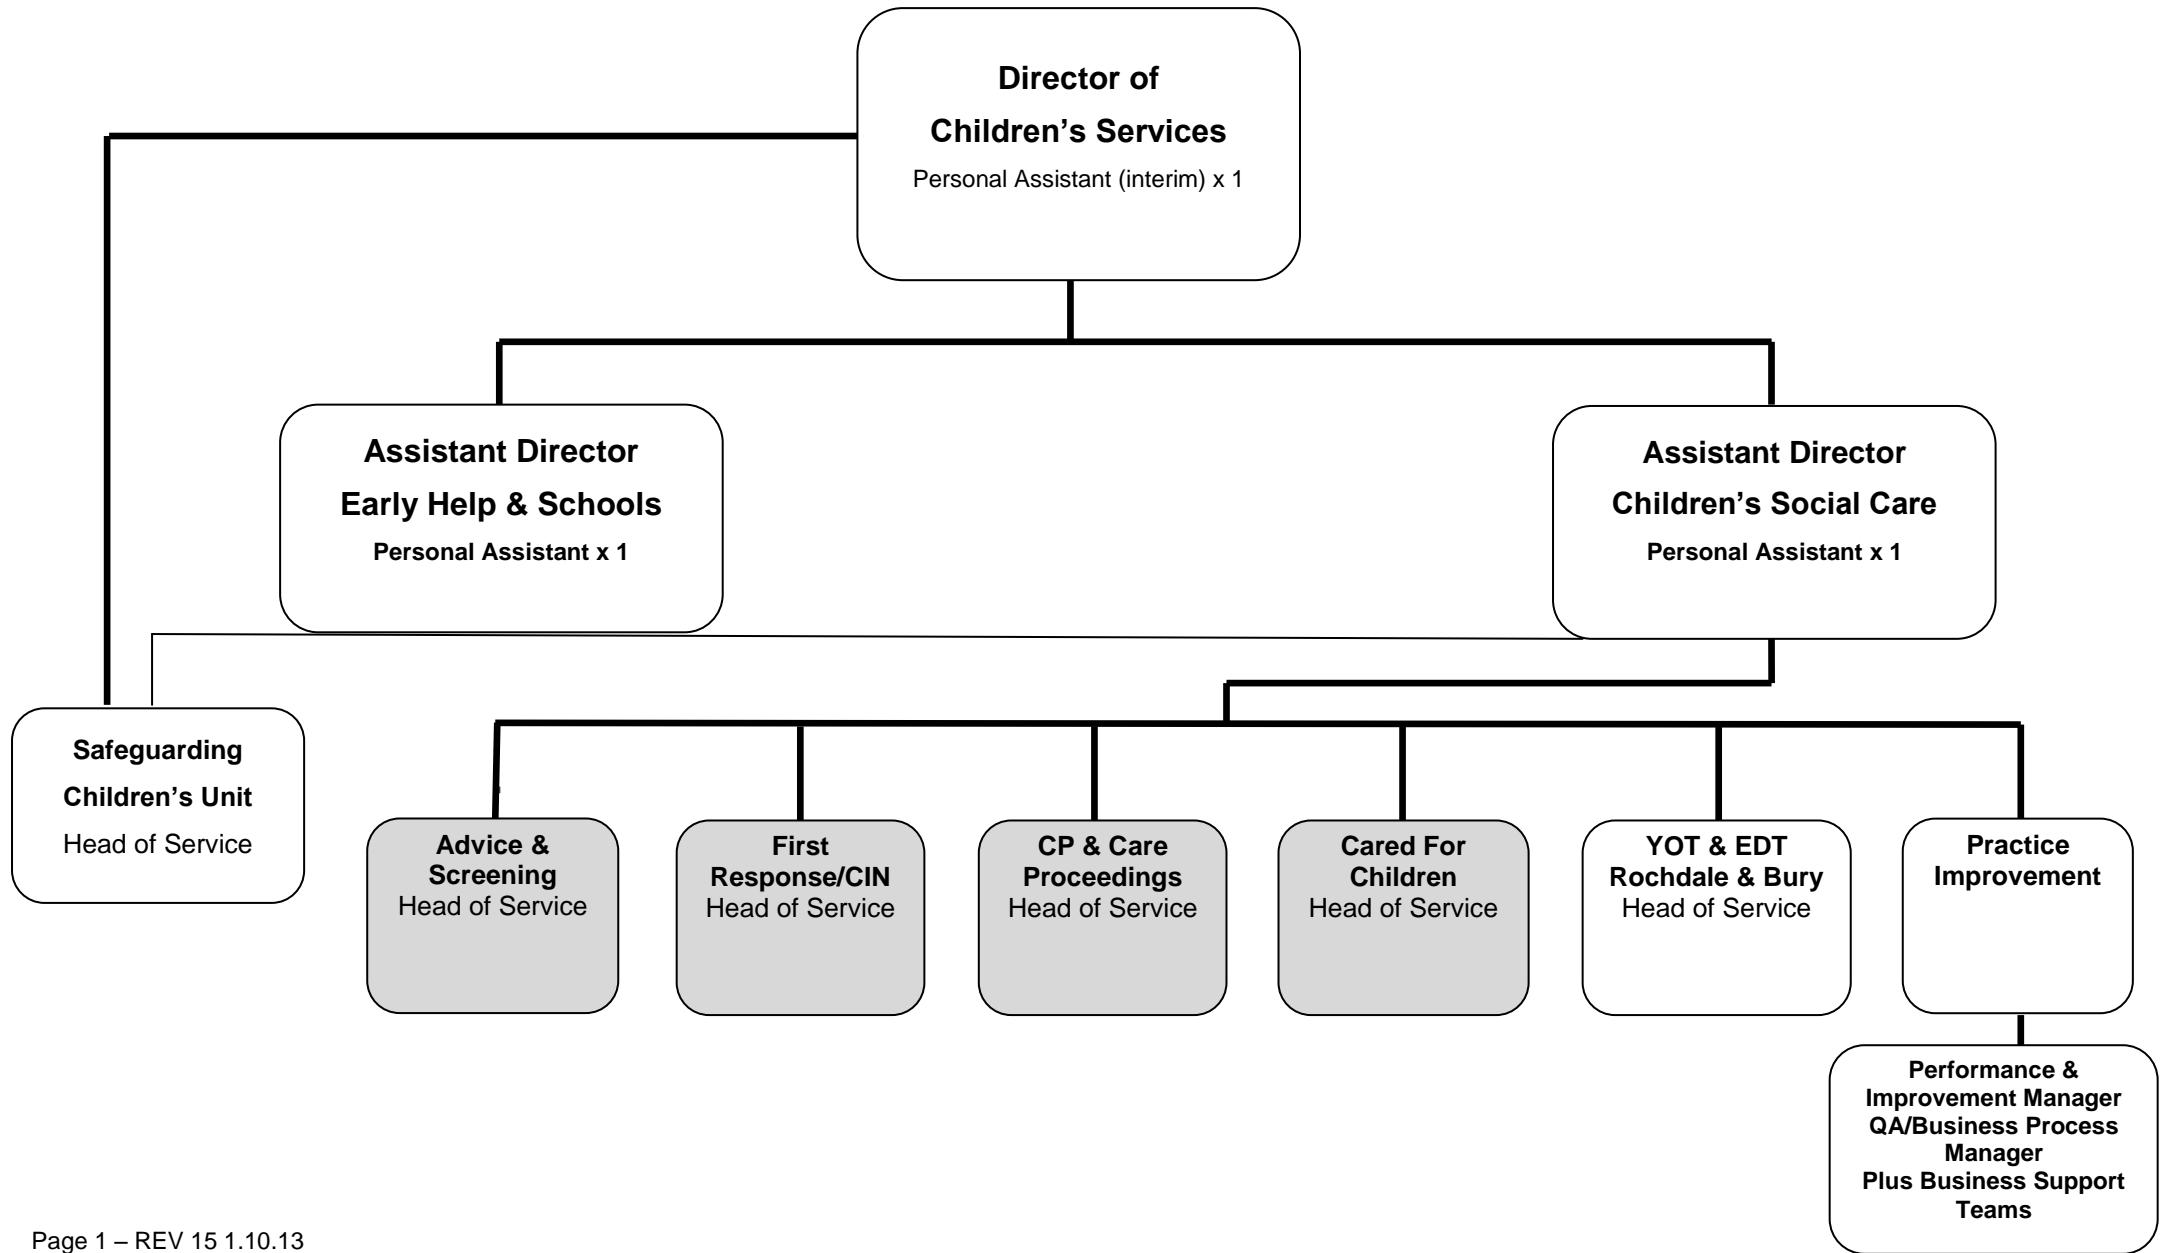 Director of
Children’s Services
Personal Assistant (interim) x 1
Assistant Director
Early Help & Schools
Personal Assistant x 1
Assistant Director
Children’s Social Care
Personal Assistant x 1
Safeguarding
Children’s Unit
Head of Service
Advice &
Screening
Head of Service
First
Response/CIN
Head of Service
CP & Care
Proceedings
Head of Service
Cared For
Children
Head of Service
YOT & EDT
Rochdale & Bury
Head of Service
Practice
Improvement
Performance &
Improvement Manager
QA/Business Process
Manager
Plus Business Support
Teams
Page 1 – REV 15 1.10.13